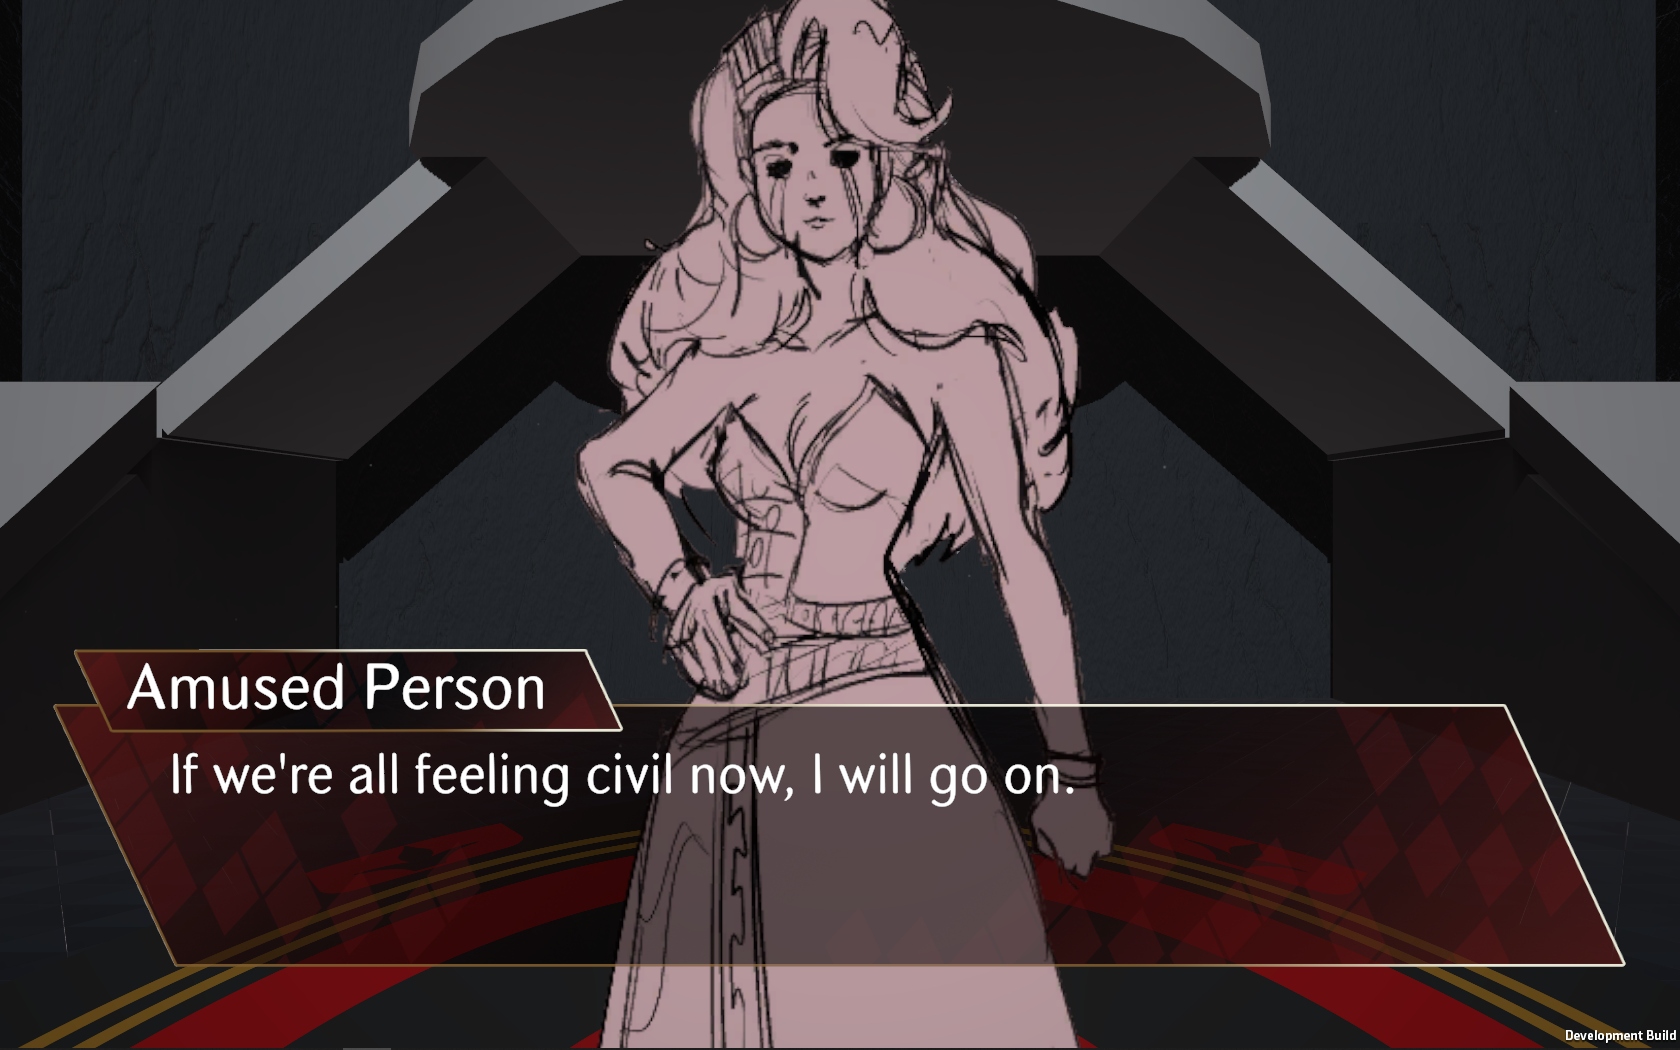 Amused Person
If we're all feeling civil now, I will go on.
Development Build